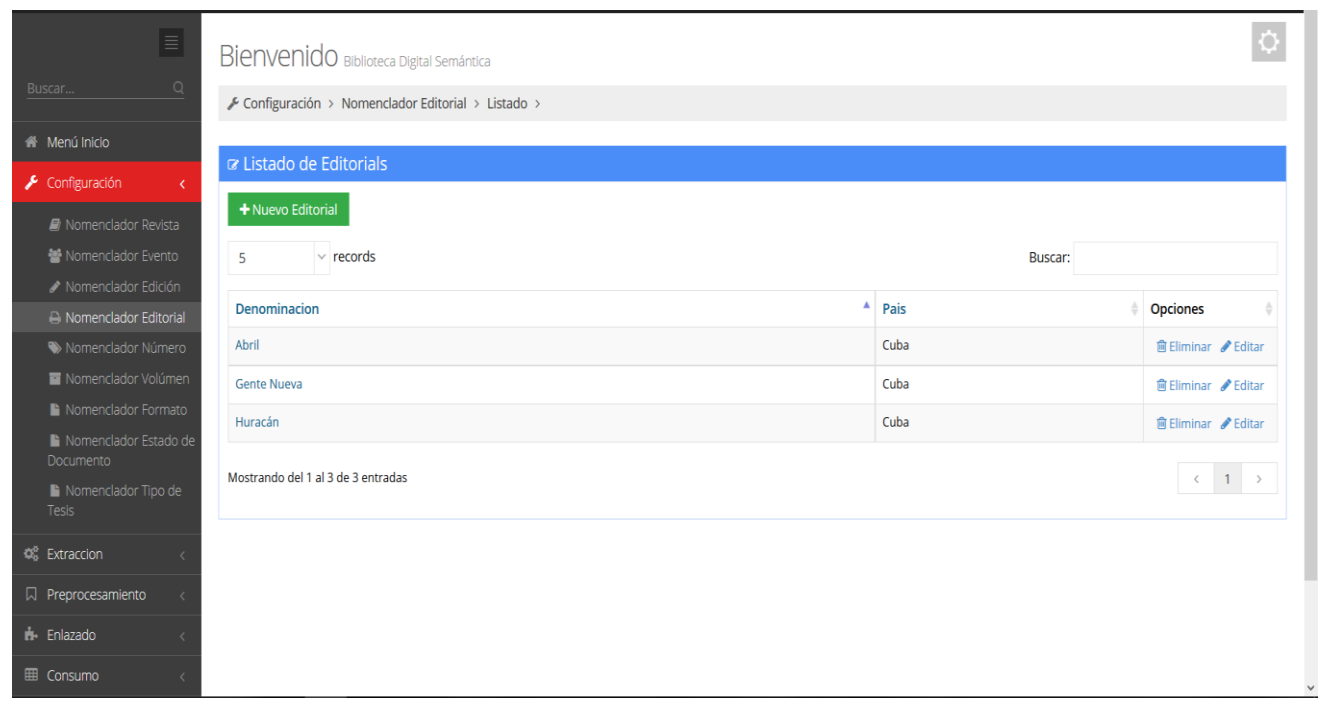 Buscar...
Menú Inicio
Configuración
Nomenclador Revista
Nomenclador Evento
Nomenclador Edición
Nomenclador Editorial
Nomenclador Número
Nomenclador Volúmen
Nomenclador Formato
Nomenclador Estado de
Documento
Nomenclador Tipo de
Tesis
Extraccion
Preprocesamiento
Enlazado
Consumo
Bienvenido Biblioteca Digital Semántica
Configuración > Nomenclador Editorial > Listado >
Listado de Editorials
+ Nuevo Editorial
5 records Buscar:
Denominacion Pais Opciones
Abril Cuba Eliminar Editar
Gente Nueva Cuba Eliminar Editar
Huracán Cuba Eliminar Editar
Mostrando del 1 al 3 de 3 entradas < 1 >